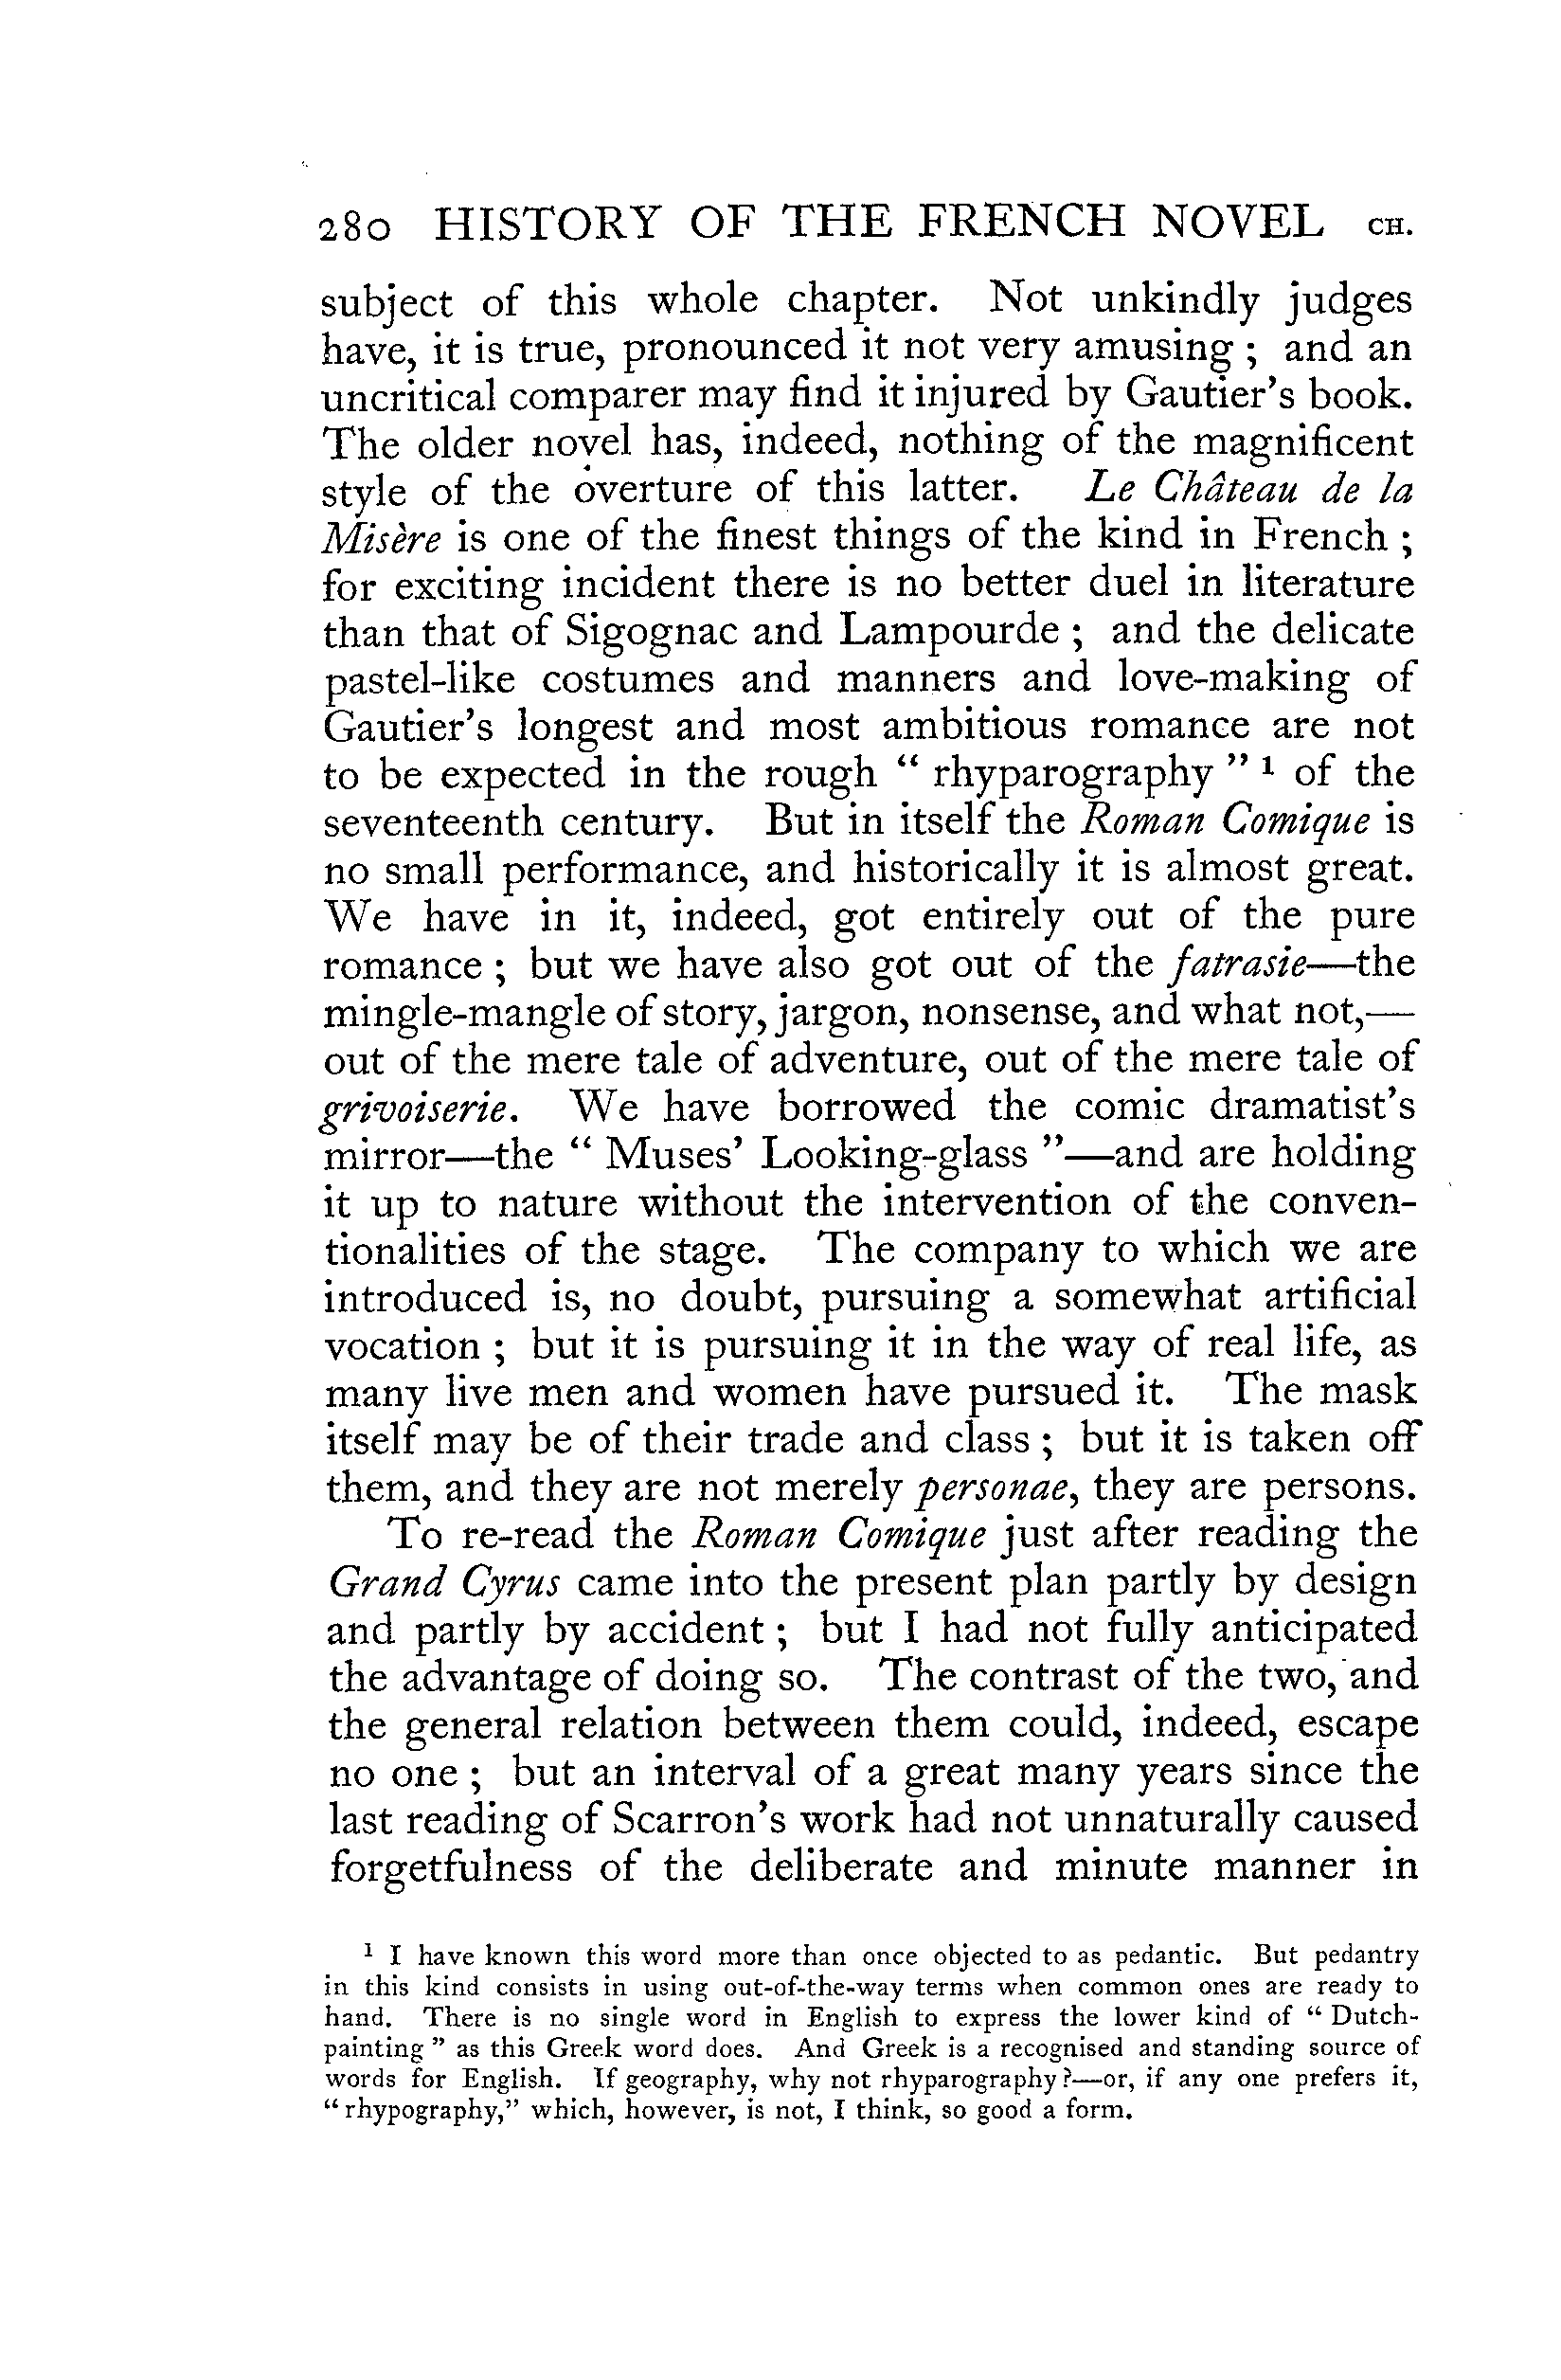 280 HISTORY OF THE FRENCH NOVEL CH.
subject of this whole chapter. Not unkindly judges
have, it is true, pronounced it not very amusing ; and an
uncritical comparer may find it injured by Gautier's book.
The older novel has, indeed, nothing of the magnificent
style of the overture of this latter. Le Château de la
Misère is one of the finest things of the kind in French ;
for exciting incident there is no better duel in literature
than that of Sigognac and Lampourde ; and the delicate
pastel-like costumes and manners and love-making of
Gautier's longest and most ambitious romance are not
to be expected in the rough “ rhyparography ” ¹ of the
seventeenth century. But in itself the Roman Comique is
no small performance, and historically it is almost great.
We have in it, indeed, got entirely out of the pure
romance ; but we have also got out of the fatrasie—the
mingle-mangle of story, jargon, nonsense, and what not,—
out of the mere tale of adventure, out of the mere tale of
grivoiserie. We have borrowed the comic dramatist's
mirror—the “ Muses' Looking-glass ”—and are holding
it up to nature without the intervention of the conven-
tionalities of the stage. The company to which we are
introduced is, no doubt, pursuing a somewhat artificial
vocation ; but it is pursuing it in the way of real life, as
many live men and women have pursued it. The mask
itself may be of their trade and class ; but it is taken off
them, and they are not merely personae, they are persons.
To re-read the Roman Comique just after reading the
Grand Cyrus came into the present plan partly by design
and partly by accident ; but I had not fully anticipated
the advantage of doing so. The contrast of the two, and
the general relation between them could, indeed, escape
no one ; but an interval of a great many years since the
last reading of Scarron's work had not unnaturally caused
forgetfulness of the deliberate and minute manner in
¹ I have known this word more than once objected to as pedantic. But pedantry
in this kind consists in using out-of-the-way terms when common ones are ready to
hand. There is no single word in English to express the lower kind of “ Dutch-
painting ” as this Greek word does. And Greek is a recognised and standing source of
words for English. If geography, why not rhyparography?—or, if any one prefers it,
“ rhypography,” which, however, is not, I think, so good a form.